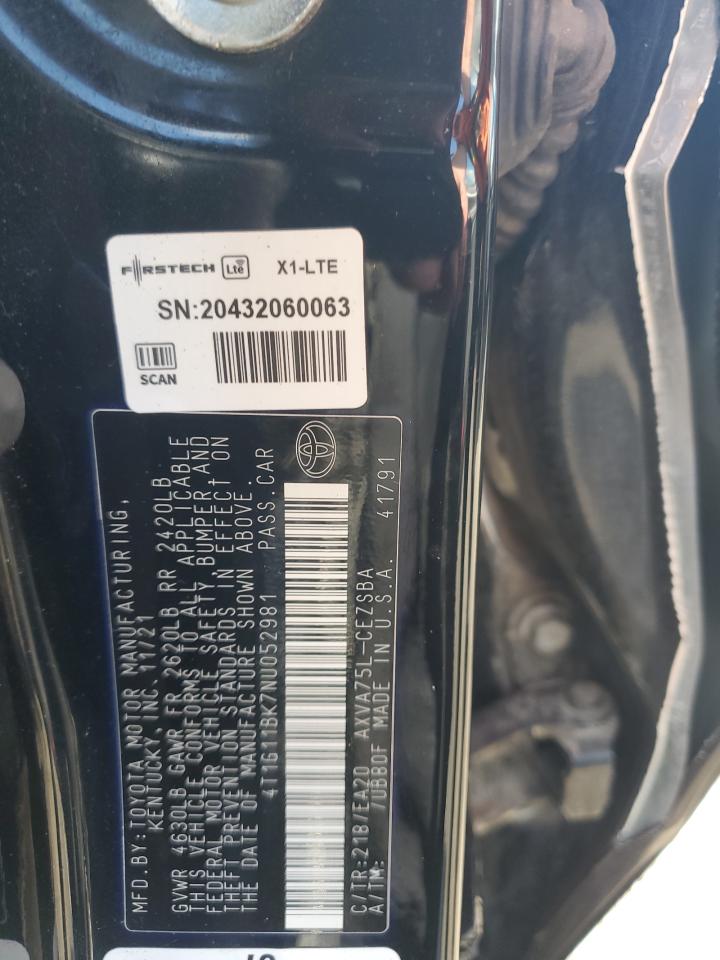 FIRSTECH LTE X1-LTE
SN:20432060063
SCAN
MFD.BY:TOYOTA MOTOR MANUFACTURING,
KENTUCKY, INC. 11/21
GVWR 4630LB GAWR FR 2620LB RR 2420LB
THIS VEHICLE CONFORMS TO ALL APPLICABLE
FEDERAL MOTOR VEHICLE SAFETY, BUMPER AND
THEFT PREVENTION STANDARDS IN EFFECT ON
THE DATE OF MANUFACTURE SHOWN ABOVE.
4T1G11BK7NU052981 PASS.CAR
C/TR:218/EA20 AXVA75L-CEZSBA
A/TM: /UB80F MADE IN U.S.A. 41791